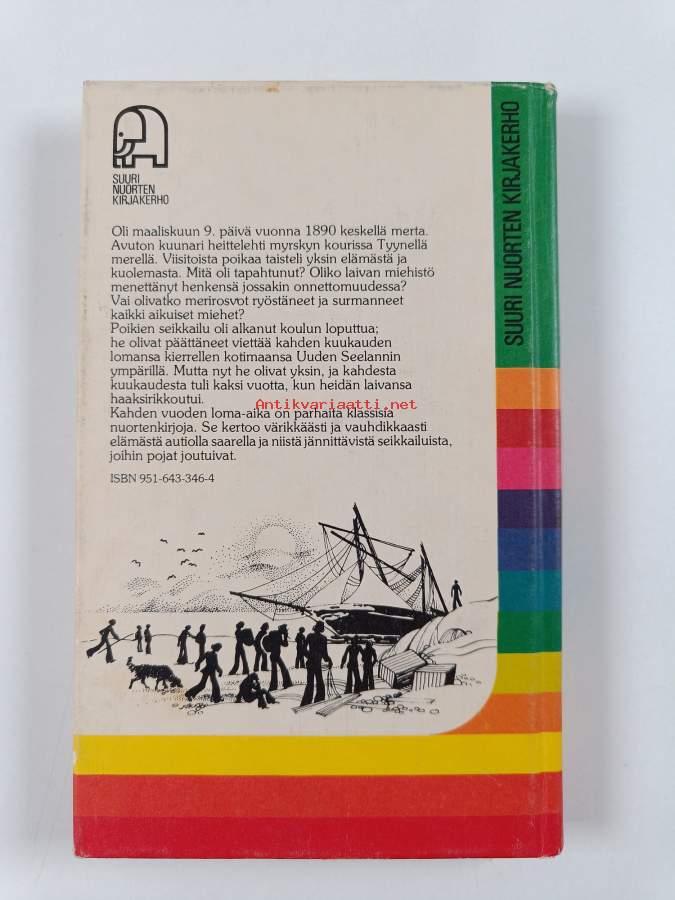 SUURI
NUORTEN
KIRJAKERHO
SUURI NUORTEN KIRJAKERHO
Oli maaliskuun 9. päivä vuonna 1890 keskellä merta.
Avuton kuunari heittelehti myrskyn kourissa Tyynellä
merellä. Viisitoista poikaa taisteli yksin elämästä ja
kuolemasta. Mitä oli tapahtunut? Oliko laivan miehistö
menettänyt henkensä jossakin onnettomuudessa?
Vai olivatko merirosvot ryöstäneet ja surmanneet
kaikki aikuiset miehet?
Poikien seikkailu oli alkanut koulun loputtua;
he olivat päättäneet viettää kahden kuukauden
lomansa kierrellen kotimaansa Uuden Seelannin
ympärillä. Mutta nyt he olivat yksin, ja kahdesta
kuukaudesta tuli kaksi vuotta, kun heidän laivansa
haaksirikkoutui.
Antikvariaatti.net
Kahden vuoden loma-aika on parhaita klassisia
nuortenkirjoja. Se kertoo värikkäästi ja vauhdikkaasti
elämästä autiolla saarella ja niistä jännittävistä seikkailuista,
joihin pojat joutuivat.
ISBN 951-643-346-4